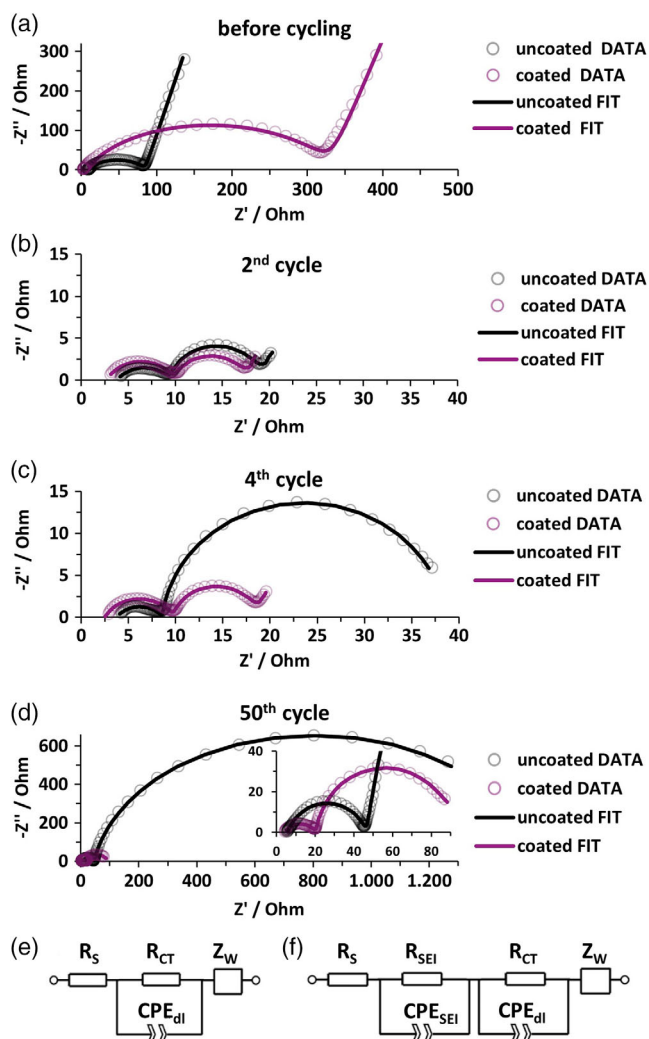 (a)
before cycling
300
200
100
0
-Z'' / Ohm
0 100 200 300 400 500
Z' / Ohm
uncoated DATA
coated DATA
uncoated FIT
coated FIT
(b)
2nd cycle
15
10
5
0
-Z'' / Ohm
0 5 10 15 20 25 30 35 40
Z' / Ohm
uncoated DATA
coated DATA
uncoated FIT
coated FIT
(c)
4th cycle
15
10
5
0
-Z'' / Ohm
0 5 10 15 20 25 30 35 40
Z' / Ohm
uncoated DATA
coated DATA
uncoated FIT
coated FIT
(d)
50th cycle
600
400
200
0
-Z'' / Ohm
40
20
0
0 20 40 60 80
0 200 400 600 800 1.000 1.200
Z' / Ohm
uncoated DATA
coated DATA
uncoated FIT
coated FIT
(e)
RS RCT ZW
CPEdl
(f)
RS RSEI RCT ZW
CPESEI CPEdl